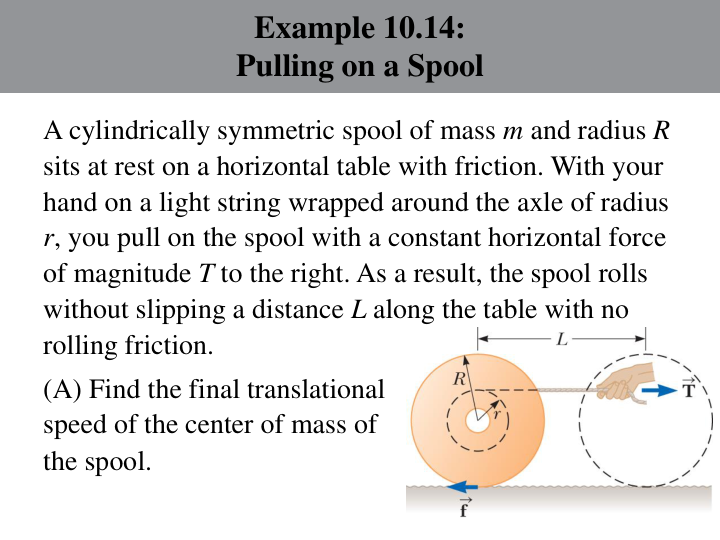 Example 10.14:
Pulling on a Spool
A cylindrically symmetric spool of mass m and radius R
sits at rest on a horizontal table with friction. With your
hand on a light string wrapped around the axle of radius
r, you pull on the spool with a constant horizontal force
of magnitude T to the right. As a result, the spool rolls
without slipping a distance L along the table with no
rolling friction.
(A) Find the final translational
speed of the center of mass of
the spool.
L
R
T
r
f